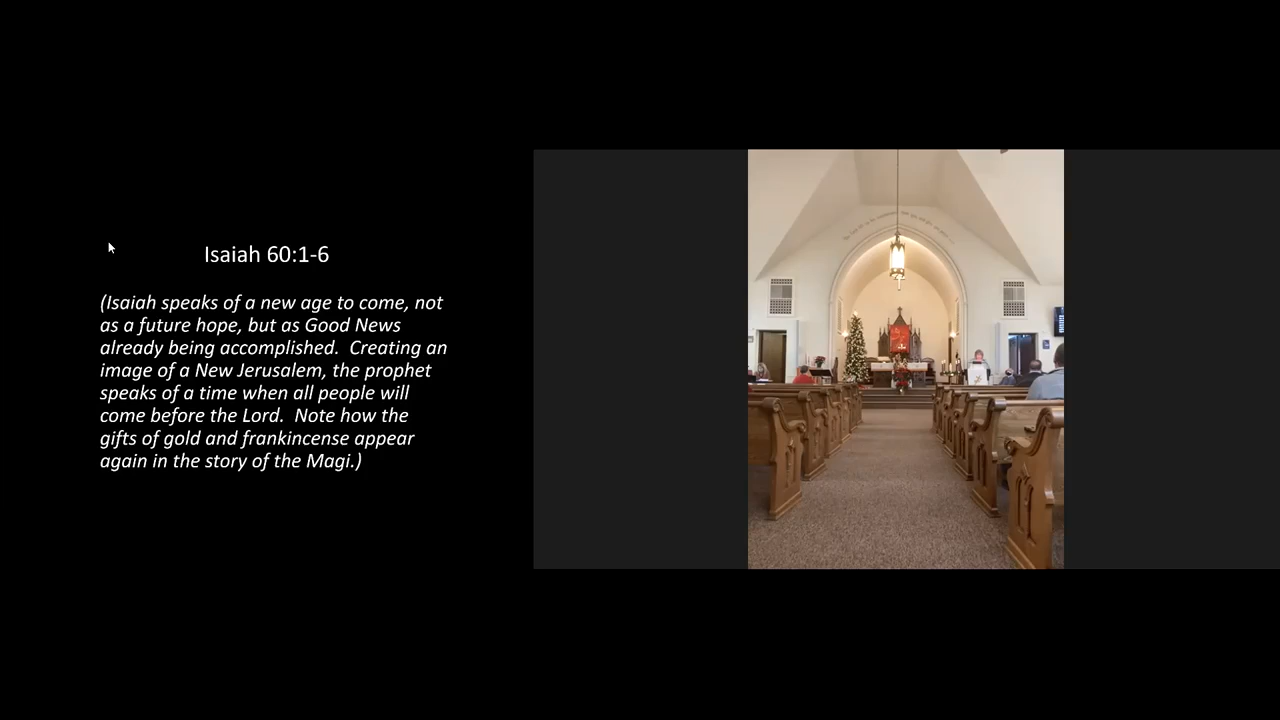 Isaiah 60:1-6
(Isaiah speaks of a new age to come, not
as a future hope, but as Good News
already being accomplished.  Creating an
image of a New Jerusalem, the prophet
speaks of a time when all people will
come before the Lord.  Note how the
gifts of gold and frankincense appear
again in the story of the Magi.)